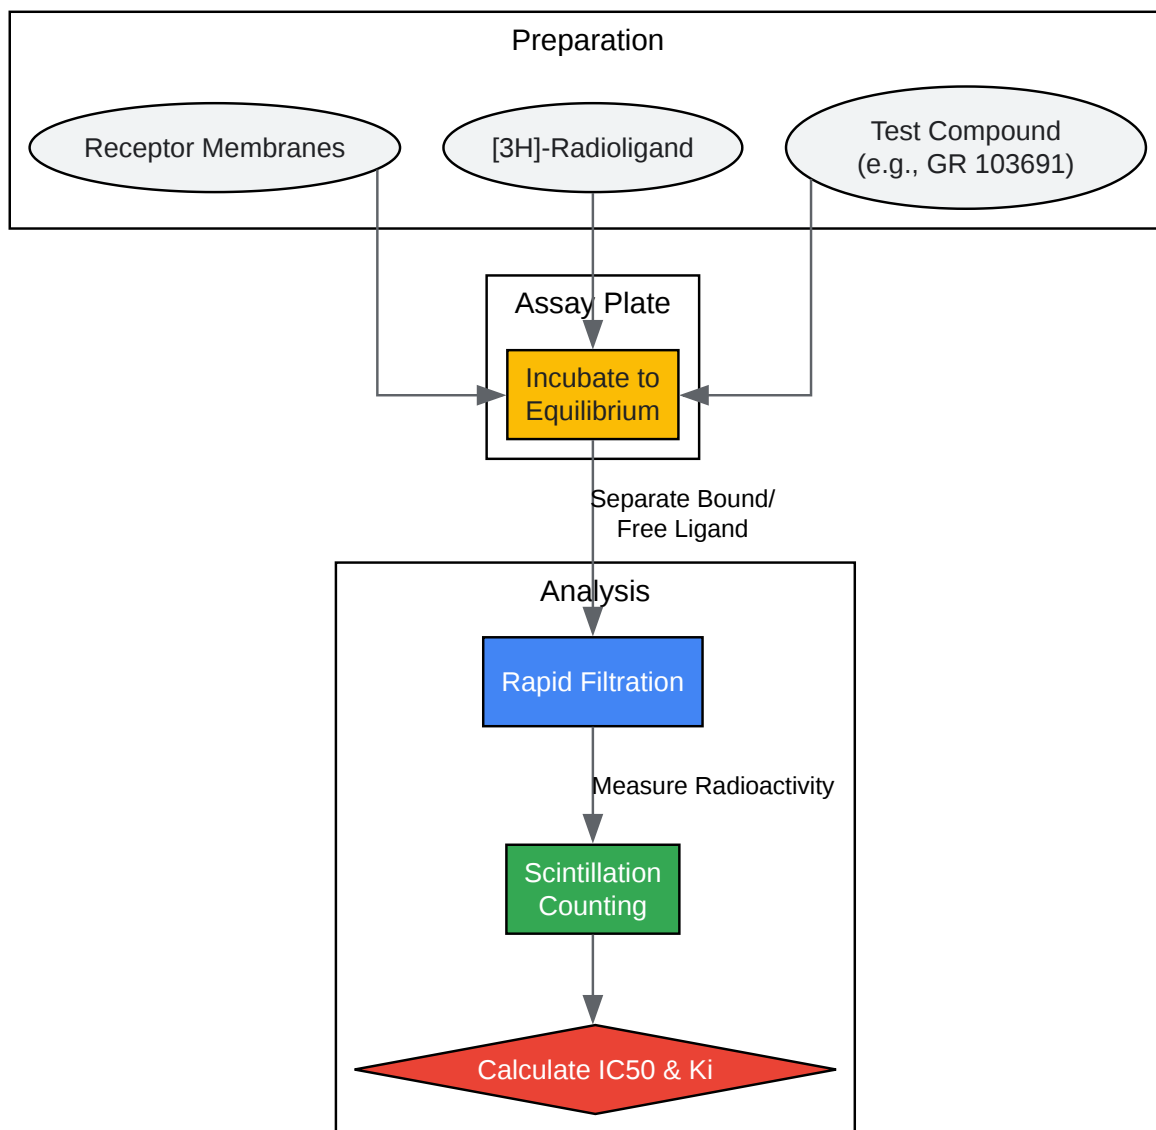 Preparation
Receptor Membranes
[3H]-Radioligand
Test Compound
(e.g., GR 103691)
Assay Plate
Incubate to
Equilibrium
Separate Bound/
Free Ligand
Analysis
Rapid Filtration
Measure Radioactivity
Scintillation
Counting
Calculate IC50 & Ki